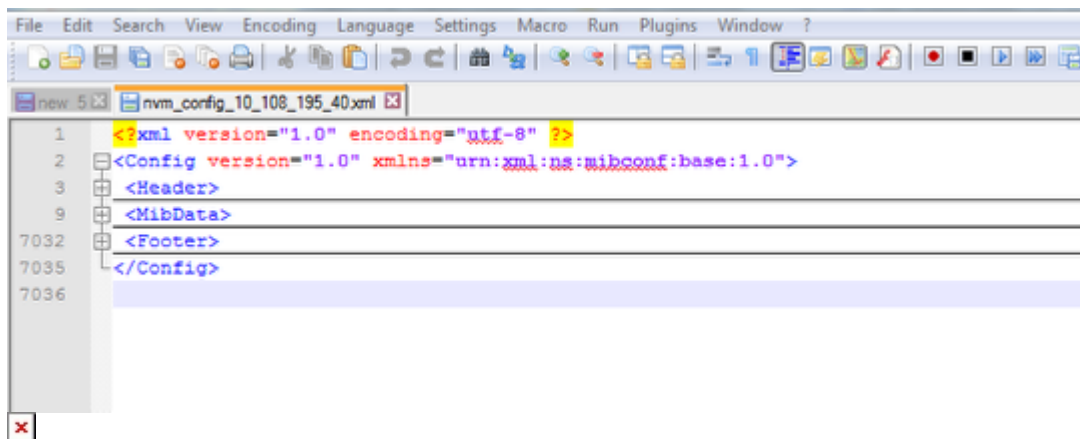 File Edit Search View Encoding Language Settings Macro Run Plugins Window ?
new 5 nvm_config_10_108_195_40.xml
1 <?xml version="1.0" encoding="utf-8" ?>
2 <Config version="1.0" xmlns="urn:xml:ns:mibconf:base:1.0">
3 <Header>
9 <MibData>
7032 <Footer>
7035 </Config>
7036